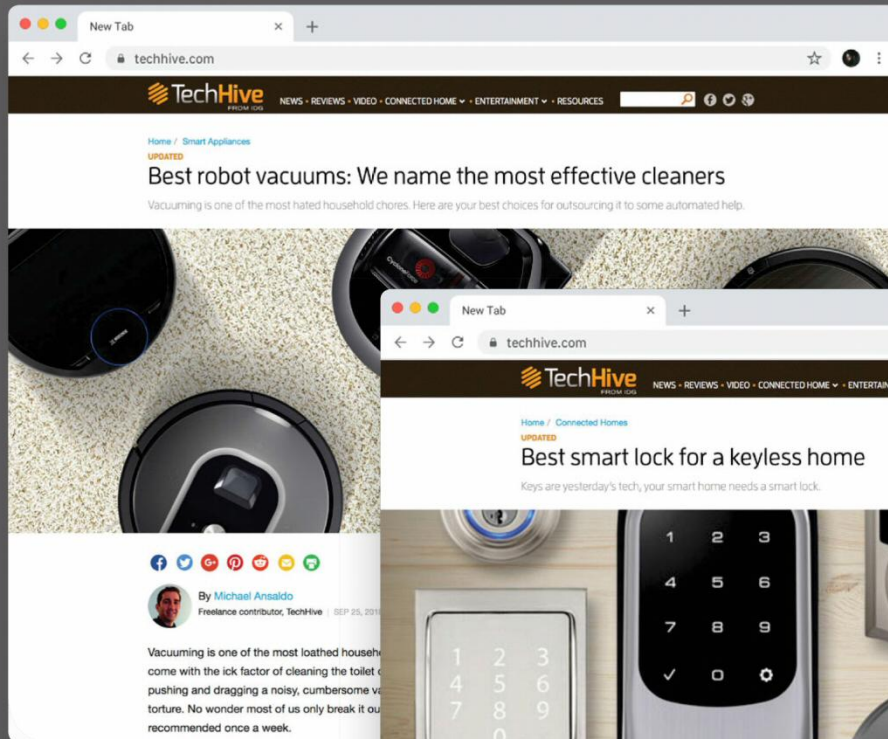 New Tab
techhive.com
TechHive
FROM IDG
NEWS • REVIEWS • VIDEO • CONNECTED HOME • ENTERTAINMENT • RESOURCES
Home / Smart Appliances
UPDATED
Best robot vacuums: We name the most effective cleaners
Vacuuming is one of the most hated household chores. Here are your best choices for outsourcing it to some automated help.
By Michael Ansaldo
Freelance contributor, TechHive | SEP 25,
Vacuuming is one of the most loathed
come with the ick factor of cleaning the toilet
pushing and dragging a noisy, cumbersome
torture. No wonder most of us only break it
recommended once a week.
New Tab
techhive.com
TechHive
FROM IDG
NEWS • REVIEWS • VIDEO • CONNECTED HOME •
Home / Connected Homes
UPDATED
Best smart lock for a keyless home
Keys are yesterday's tech, your smart home needs a smart lock.
1 2 3
4 5 6
7 8 9
0
1 2 3
4 5 6
7 8 9
0